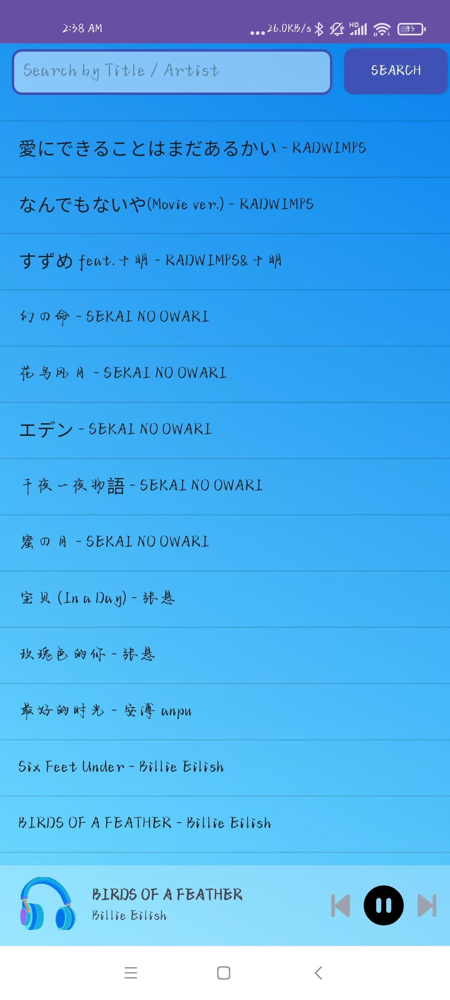 2:38 AM
26.0KB/s HD 6 43
Search by Title / Artist
SEARCH
愛にできることはまだあるかい - RADWIMPS
なんでもないや(Movie ver.) - RADWIMPS
すずめ feat.十明 - RADWIMPS&十明
幻の命 - SEKAI NO OWARI
花鸟风月 - SEKAI NO OWARI
エデン - SEKAI NO OWARI
千夜一夜物語 - SEKAI NO OWARI
蜜の月 - SEKAI NO OWARI
宝贝 (In a Day) - 张悬
玫瑰色的你 - 张悬
最好的时光 - 安溥 anpu
Six Feet Under - Billie Eilish
BIRDS OF A FEATHER - Billie Eilish
BIRDS OF A FEATHER
Billie Eilish